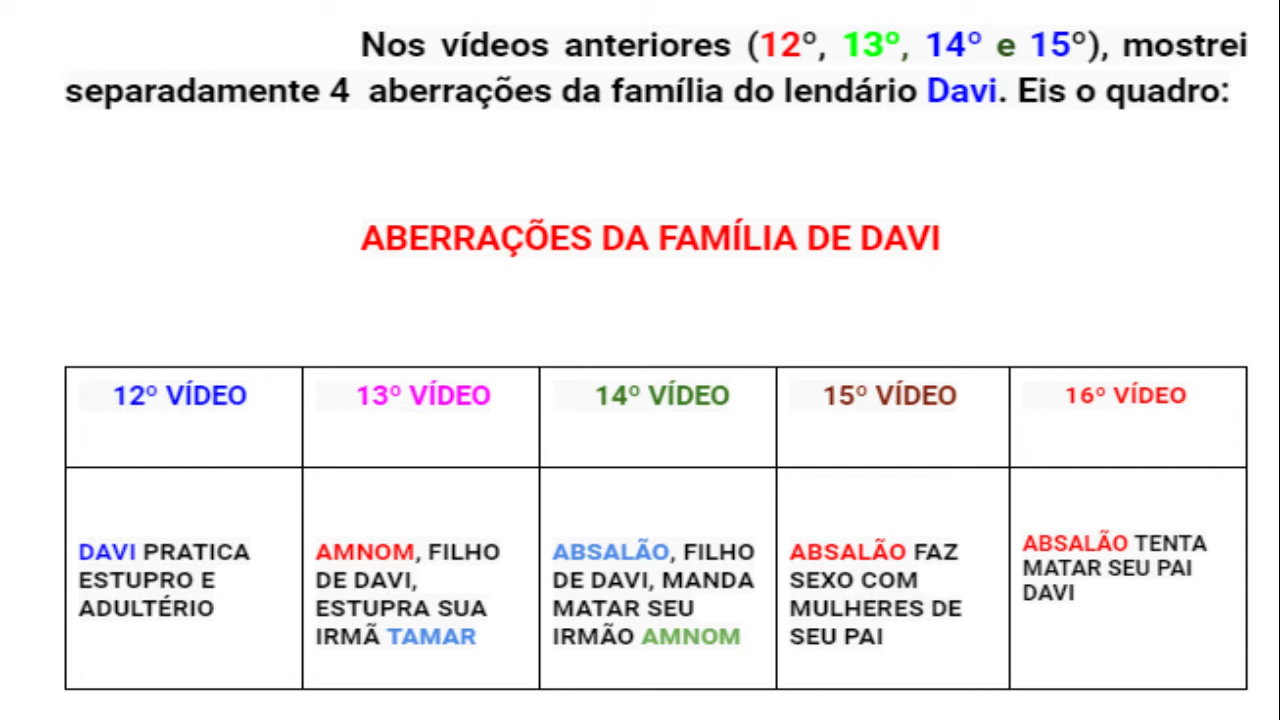 Nos vídeos anteriores (12º, 13º, 14º e 15º), mostrei
separadamente 4 aberrações da família do lendário Davi. Eis o quadro:
ABERRAÇÕES DA FAMÍLIA DE DAVI
12º VÍDEO
13º VÍDEO
14º VÍDEO
15º VÍDEO
16º VÍDEO
DAVI PRATICA
ESTUPRO E
ADULTÉRIO
AMNOM, FILHO
DE DAVI,
ESTUPRA SUA
IRMÃ TAMAR
ABSALÃO, FILHO
DE DAVI, MANDA
MATAR SEU
IRMÃO AMNOM
ABSALÃO FAZ
SEXO COM
MULHERES DE
SEU PAI
ABSALÃO TENTA
MATAR SEU PAI
DAVI